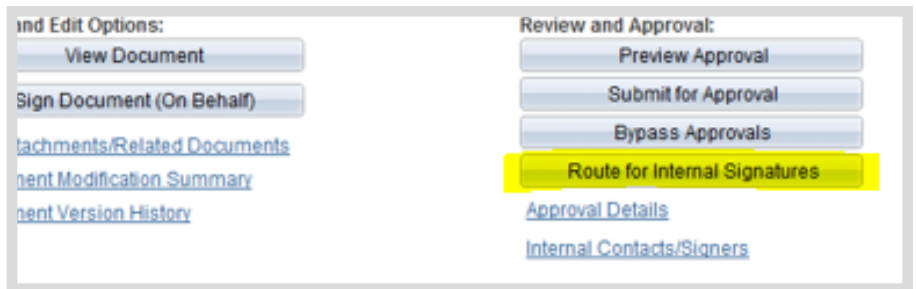 and Edit Options:
View Document
Sign Document (On Behalf)
tachments/Related Documents
nent Modification Summary
nent Version History
Review and Approval:
Preview Approval
Submit for Approval
Bypass Approvals
Route for Internal Signatures
Approval Details
Internal Contacts/Signers